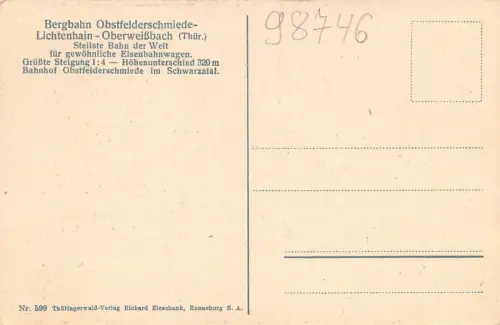 Bergbahn Obstfelderschmiede-
Lichtenhain - Oberweißbach (Thür.)
Steilste Bahn der Welt
für gewöhnliche Eisenbahnwagen.
Größte Steigung 1:4 — Höhenunterschied 320 m
Bahnhof Obstfelderschmiede im Schwarzatal.
98746
Nr. 599 Thüringerwald-Verlag Richard Zieschank, Ronneburg S. A.